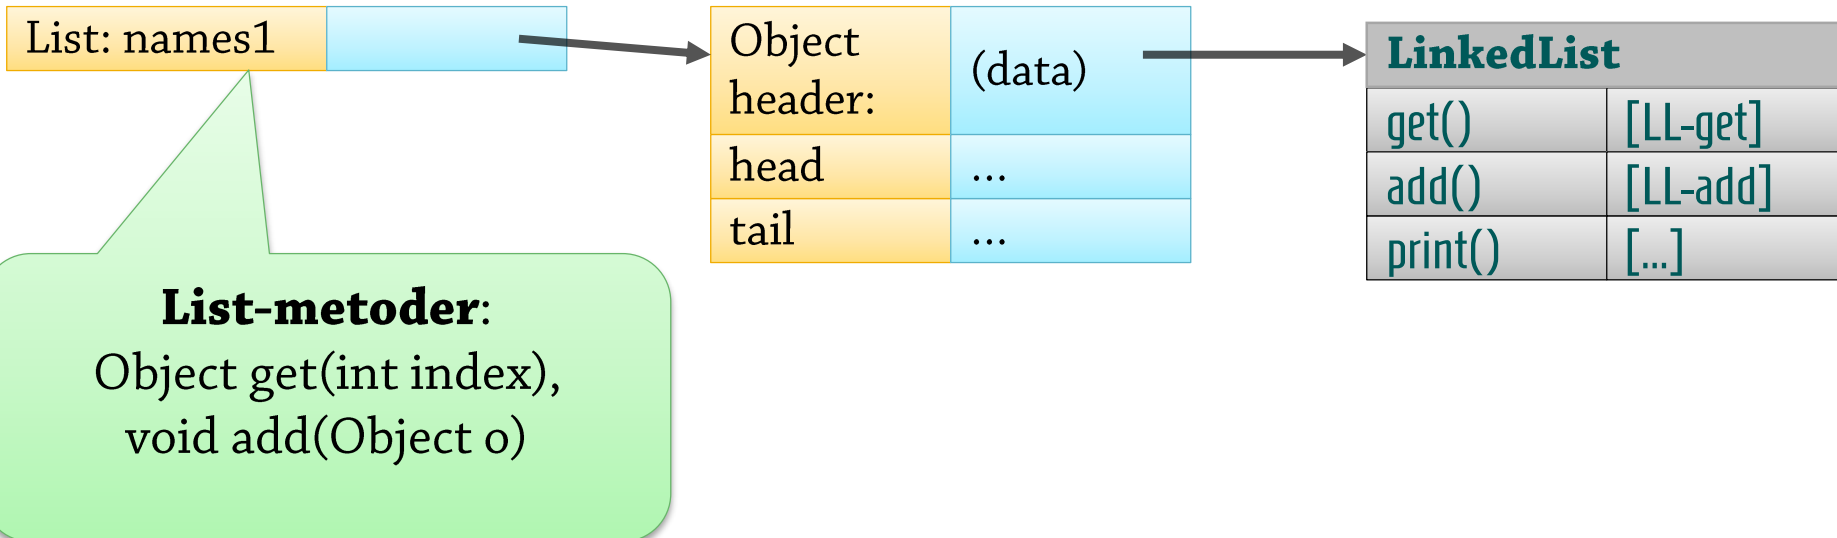 List: names1
Object
header:
(data)
head
...
tail
...
LinkedList
get()
[LL-get]
add()
[LL-add]
print()
[...]
List-metoder:
Object get(int index),
void add(Object o)